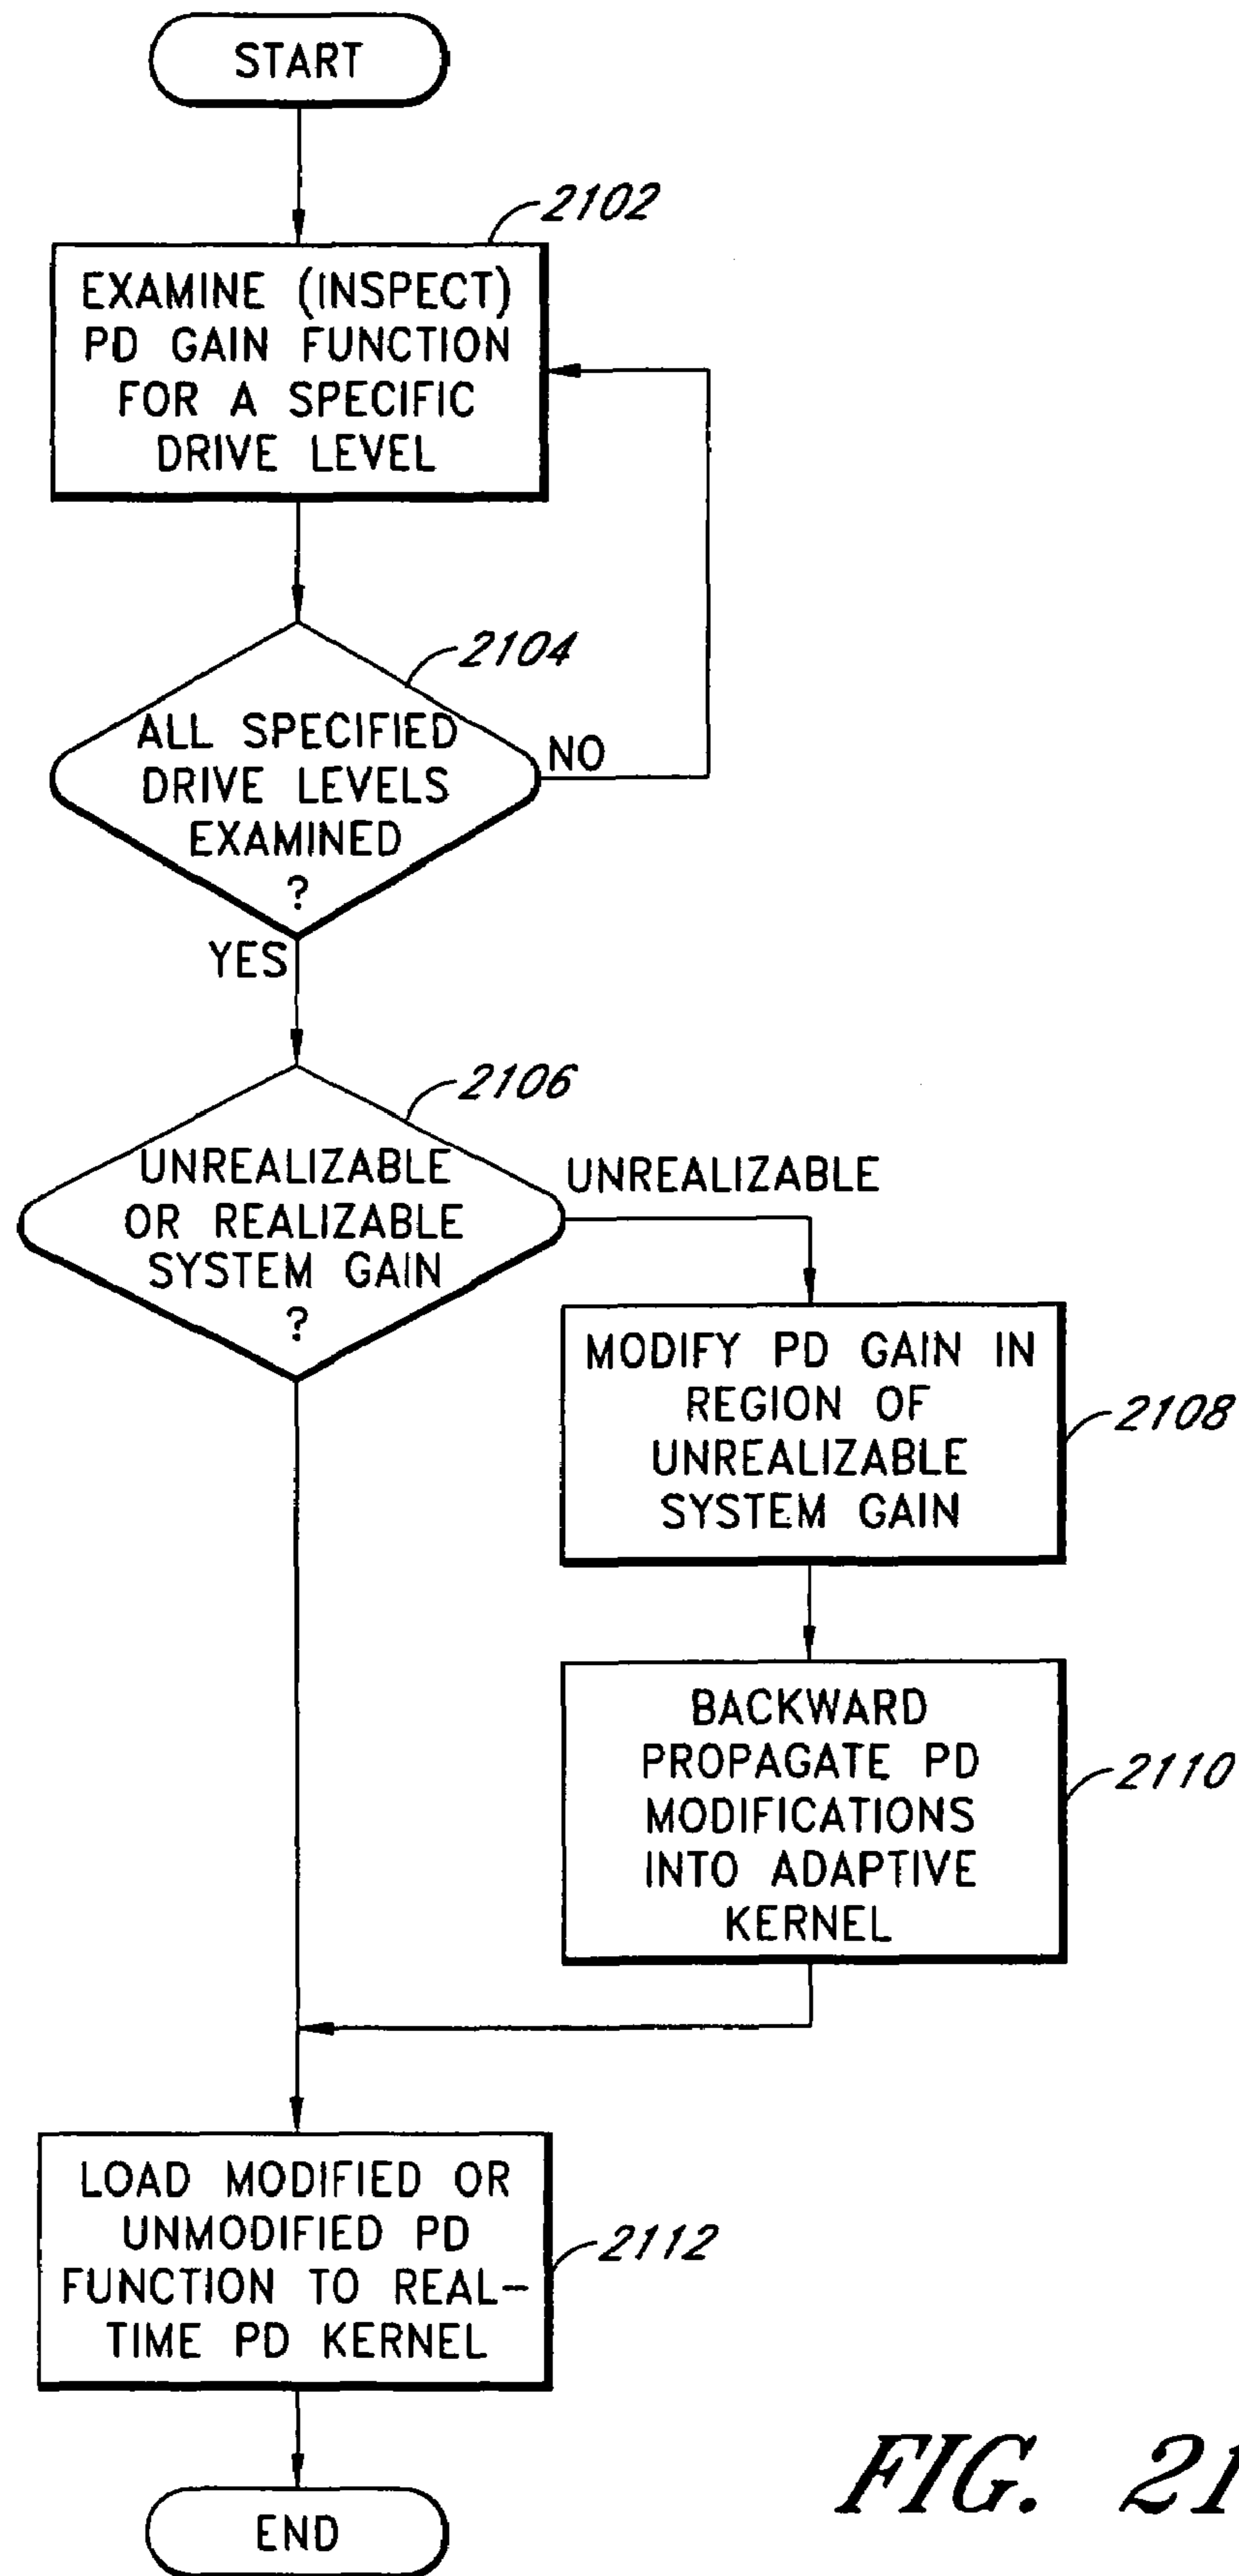 START
2102
EXAMINE (INSPECT)
PD GAIN FUNCTION
FOR A SPECIFIC
DRIVE LEVEL
2104
ALL SPECIFIED
DRIVE LEVELS
EXAMINED
?
NO
YES
2106
UNREALIZABLE
OR REALIZABLE
SYSTEM GAIN
?
UNREALIZABLE
MODIFY PD GAIN IN
REGION OF
UNREALIZABLE
SYSTEM GAIN
2108
BACKWARD
PROPAGATE PD
MODIFICATIONS
INTO ADAPTIVE
KERNEL
2110
LOAD MODIFIED OR
UNMODIFIED PD
FUNCTION TO REAL-
TIME PD KERNEL
2112
END
FIG. 21